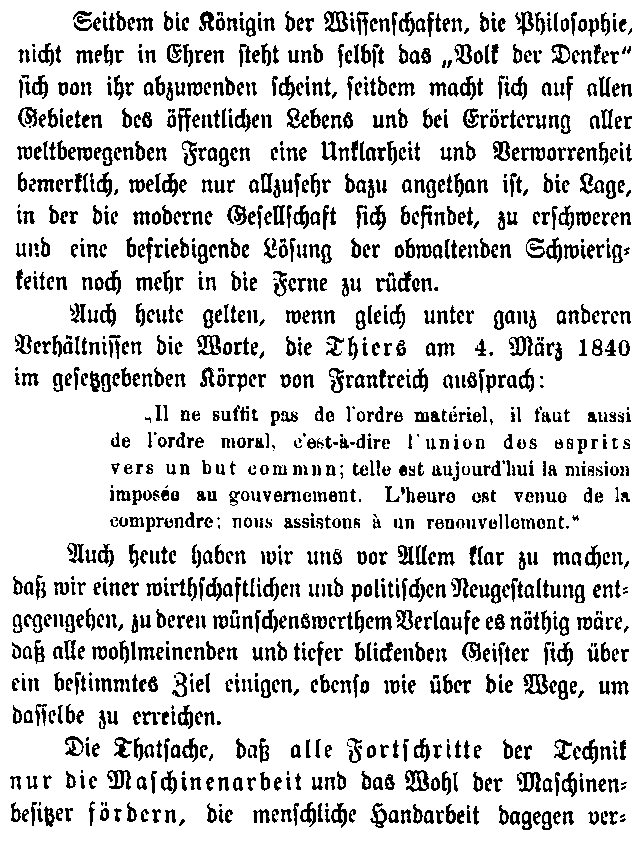 Seitdem die Königin der Wissenschaften, die Philosophie,
nicht mehr in Ehren steht und selbst das „Volk der Denker“
sich von ihr abzuwenden scheint, seitdem macht sich auf allen
Gebieten des öffentlichen Lebens und bei Erörterung aller
weltbewegenden Fragen eine Unklarheit und Verworrenheit
bemerklich, welche nur allzusehr dazu angethan ist, die Lage,
in der die moderne Gesellschaft sich befindet, zu erschweren
und eine befriedigende Lösung der obwaltenden Schwierig-
keiten noch mehr in die Ferne zu rücken.
Auch heute gelten, wenn gleich unter ganz anderen
Verhältnissen die Worte, die Thiers am 4. März 1840
im gesetzgebenden Körper von Frankreich aussprach:
„Il ne suffit pas de l'ordre matériel, il faut aussi
de l'ordre moral, c'est-à-dire l'union des esprits
vers un but commun; telle est aujourd'hui la mission
imposée au gouvernement. L'heure est venue de la
comprendre; nous assistons à un renouvellement.“
Auch heute haben wir uns vor Allem klar zu machen,
daß wir einer wirthschaftlichen und politischen Neugestaltung ent-
gegengehen, zu deren wünschenswerthem Verlaufe es nöthig wäre,
daß alle wohlmeinenden und tiefer blickenden Geister sich über
ein bestimmtes Ziel einigen, ebenso wie über die Wege, um
dasselbe zu erreichen.
Die Thatsache, daß alle Fortschritte der Technik
nur die Maschinenarbeit und das Wohl der Maschinen-
besitzer fördern, die menschliche Handarbeit dagegen ver-